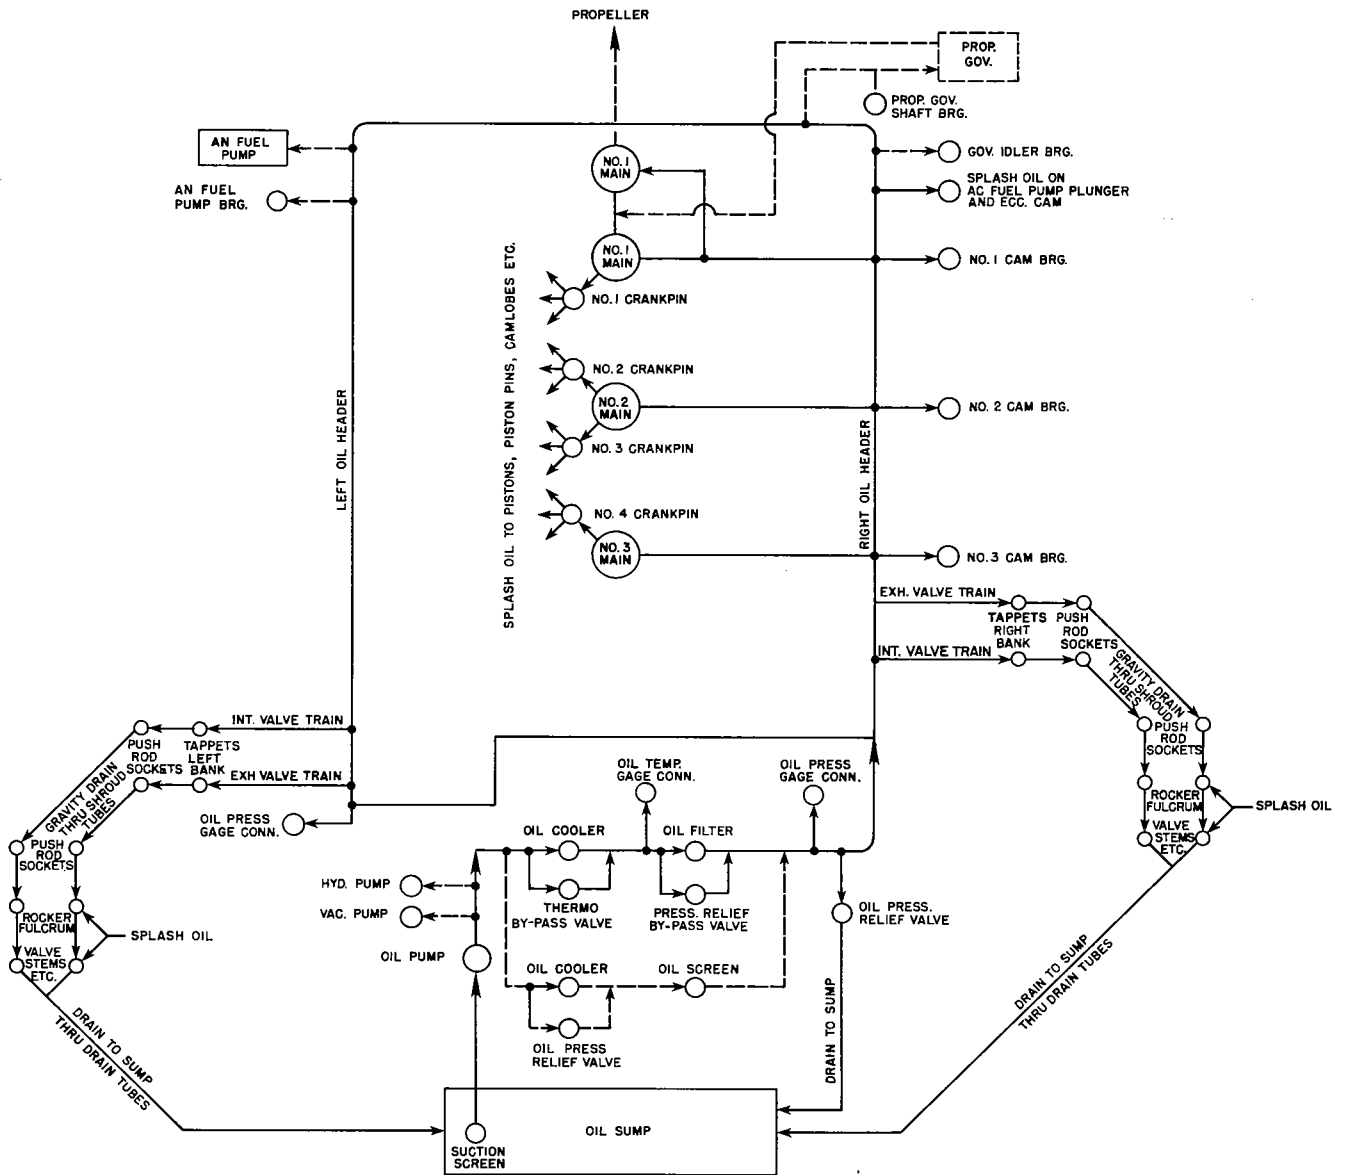 PROPELLER
PROP.
GOV.
PROP. GOV.
SHAFT BRG.
AN FUEL
PUMP
AN FUEL
PUMP BRG.
NO. 1
MAIN
GOV. IDLER BRG.
SPLASH OIL ON
AC FUEL PUMP PLUNGER
AND ECC. CAM
NO. 1
MAIN
NO. 1 CAM BRG.
NO. 1 CRANKPIN
SPLASH OIL TO PISTONS, PISTON PINS, CAMLOBES ETC.
NO. 2 CRANKPIN
NO. 2
MAIN
NO. 2 CAM BRG.
NO. 3 CRANKPIN
LEFT OIL HEADER
RIGHT OIL HEADER
NO. 4 CRANKPIN
NO. 3
MAIN
NO. 3 CAM BRG.
EXH. VALVE TRAIN
TAPPETS
RIGHT
BANK
PUSH
ROD
SOCKETS
INT. VALVE TRAIN
GRAVITY DRAIN
THRU SHROUD
TUBES
PUSH
ROD
SOCKETS
ROCKER
FULCRUM
SPLASH OIL
VALVE
STEMS
ETC.
INT. VALVE TRAIN
PUSH
ROD
SOCKETS
TAPPETS
LEFT
BANK
EXH VALVE TRAIN
GRAVITY DRAIN
THRU SHROUD
TUBES
OIL PRESS
GAGE CONN.
PUSH
ROD
SOCKETS
ROCKER
FULCRUM
SPLASH OIL
VALVE
STEMS
ETC.
OIL TEMP.
GAGE CONN.
OIL PRESS
GAGE CONN.
OIL COOLER
OIL FILTER
HYD. PUMP
VAC. PUMP
THERMO
BY-PASS VALVE
PRESS. RELIEF
BY-PASS VALVE
OIL PRESS.
RELIEF VALVE
OIL PUMP
OIL COOLER
OIL SCREEN
OIL PRESS
RELIEF VALVE
DRAIN TO SUMP
DRAIN TO SUMP
THRU DRAIN TUBES
DRAIN TO SUMP
THRU DRAIN TUBES
OIL SUMP
SUCTION
SCREEN